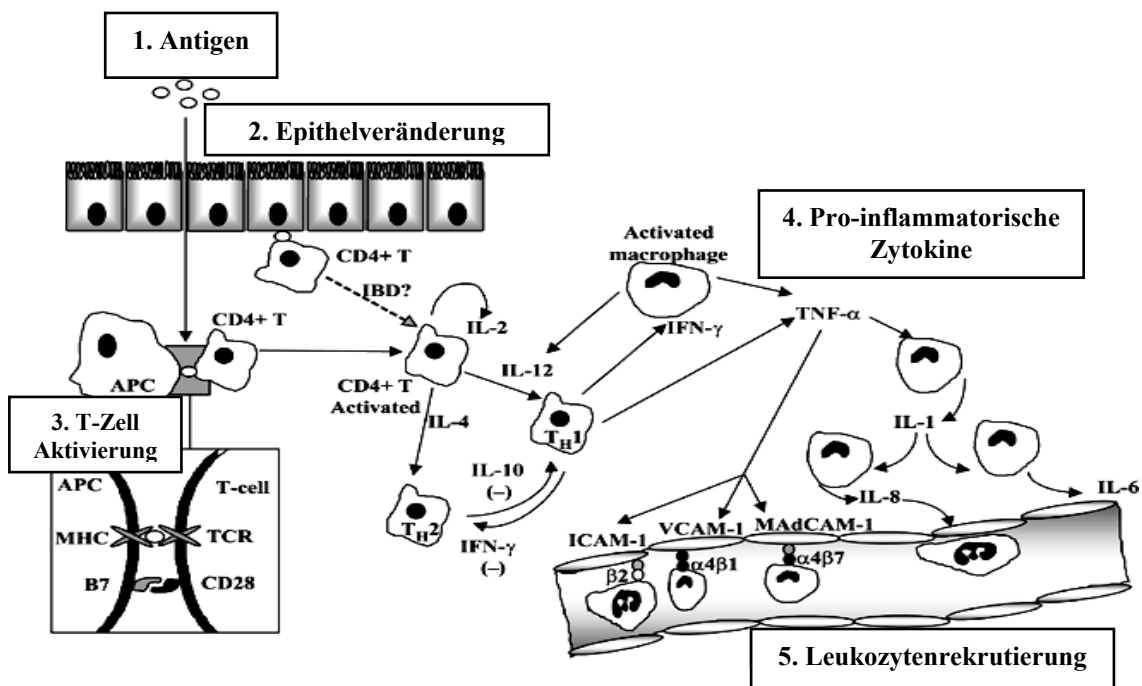 1. Antigen
2. Epithelveränderung
4. Pro-inflammatorische
Zytokine
Activated
macrophage
CD4+ T
IBD?
IL-2
IFN-γ
TNF-α
CD4+ T
APC
IL-12
CD4+ T
Activated
3. T-Zell
Aktivierung
IL-4
TH1
IL-1
IL-10
(–)
TH2
IFN-γ
(–)
IL-8
IL-6
APC
T-cell
MHC
TCR
B7
CD28
ICAM-1
VCAM-1
MAdCAM-1
β2
α4β1
α4β7
5. Leukozytenrekrutierung